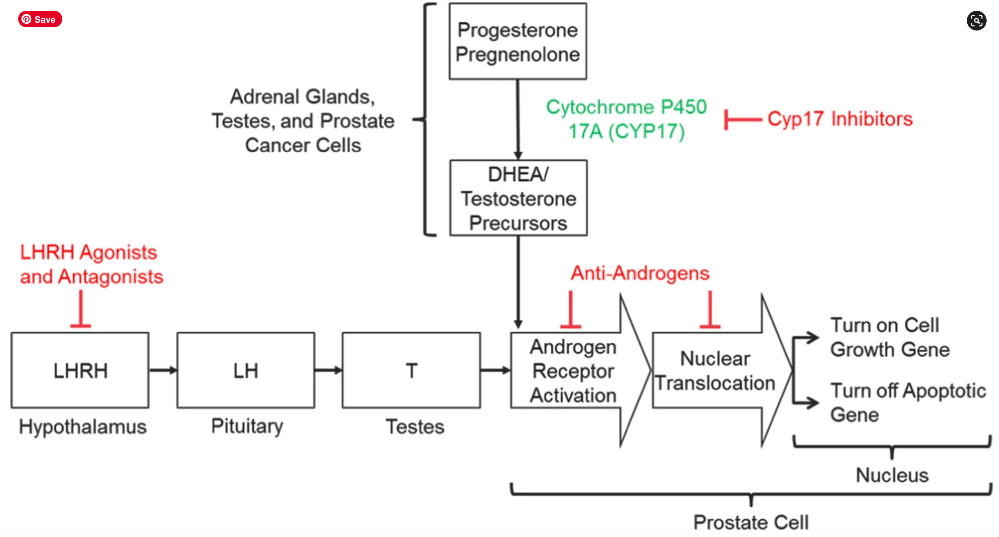 Save
Progesterone
Pregnenolone
Adrenal Glands,
Testes, and Prostate
Cancer Cells
Cytochrome P450
17A (CYP17)
Cyp17 Inhibitors
DHEA/
Testosterone
Precursors
LHRH Agonists
and Antagonists
Anti-Androgens
LHRH
LH
T
Androgen
Receptor
Activation
Nuclear
Translocation
Turn on Cell
Growth Gene
Turn off Apoptotic
Gene
Hypothalamus
Pituitary
Testes
Nucleus
Prostate Cell